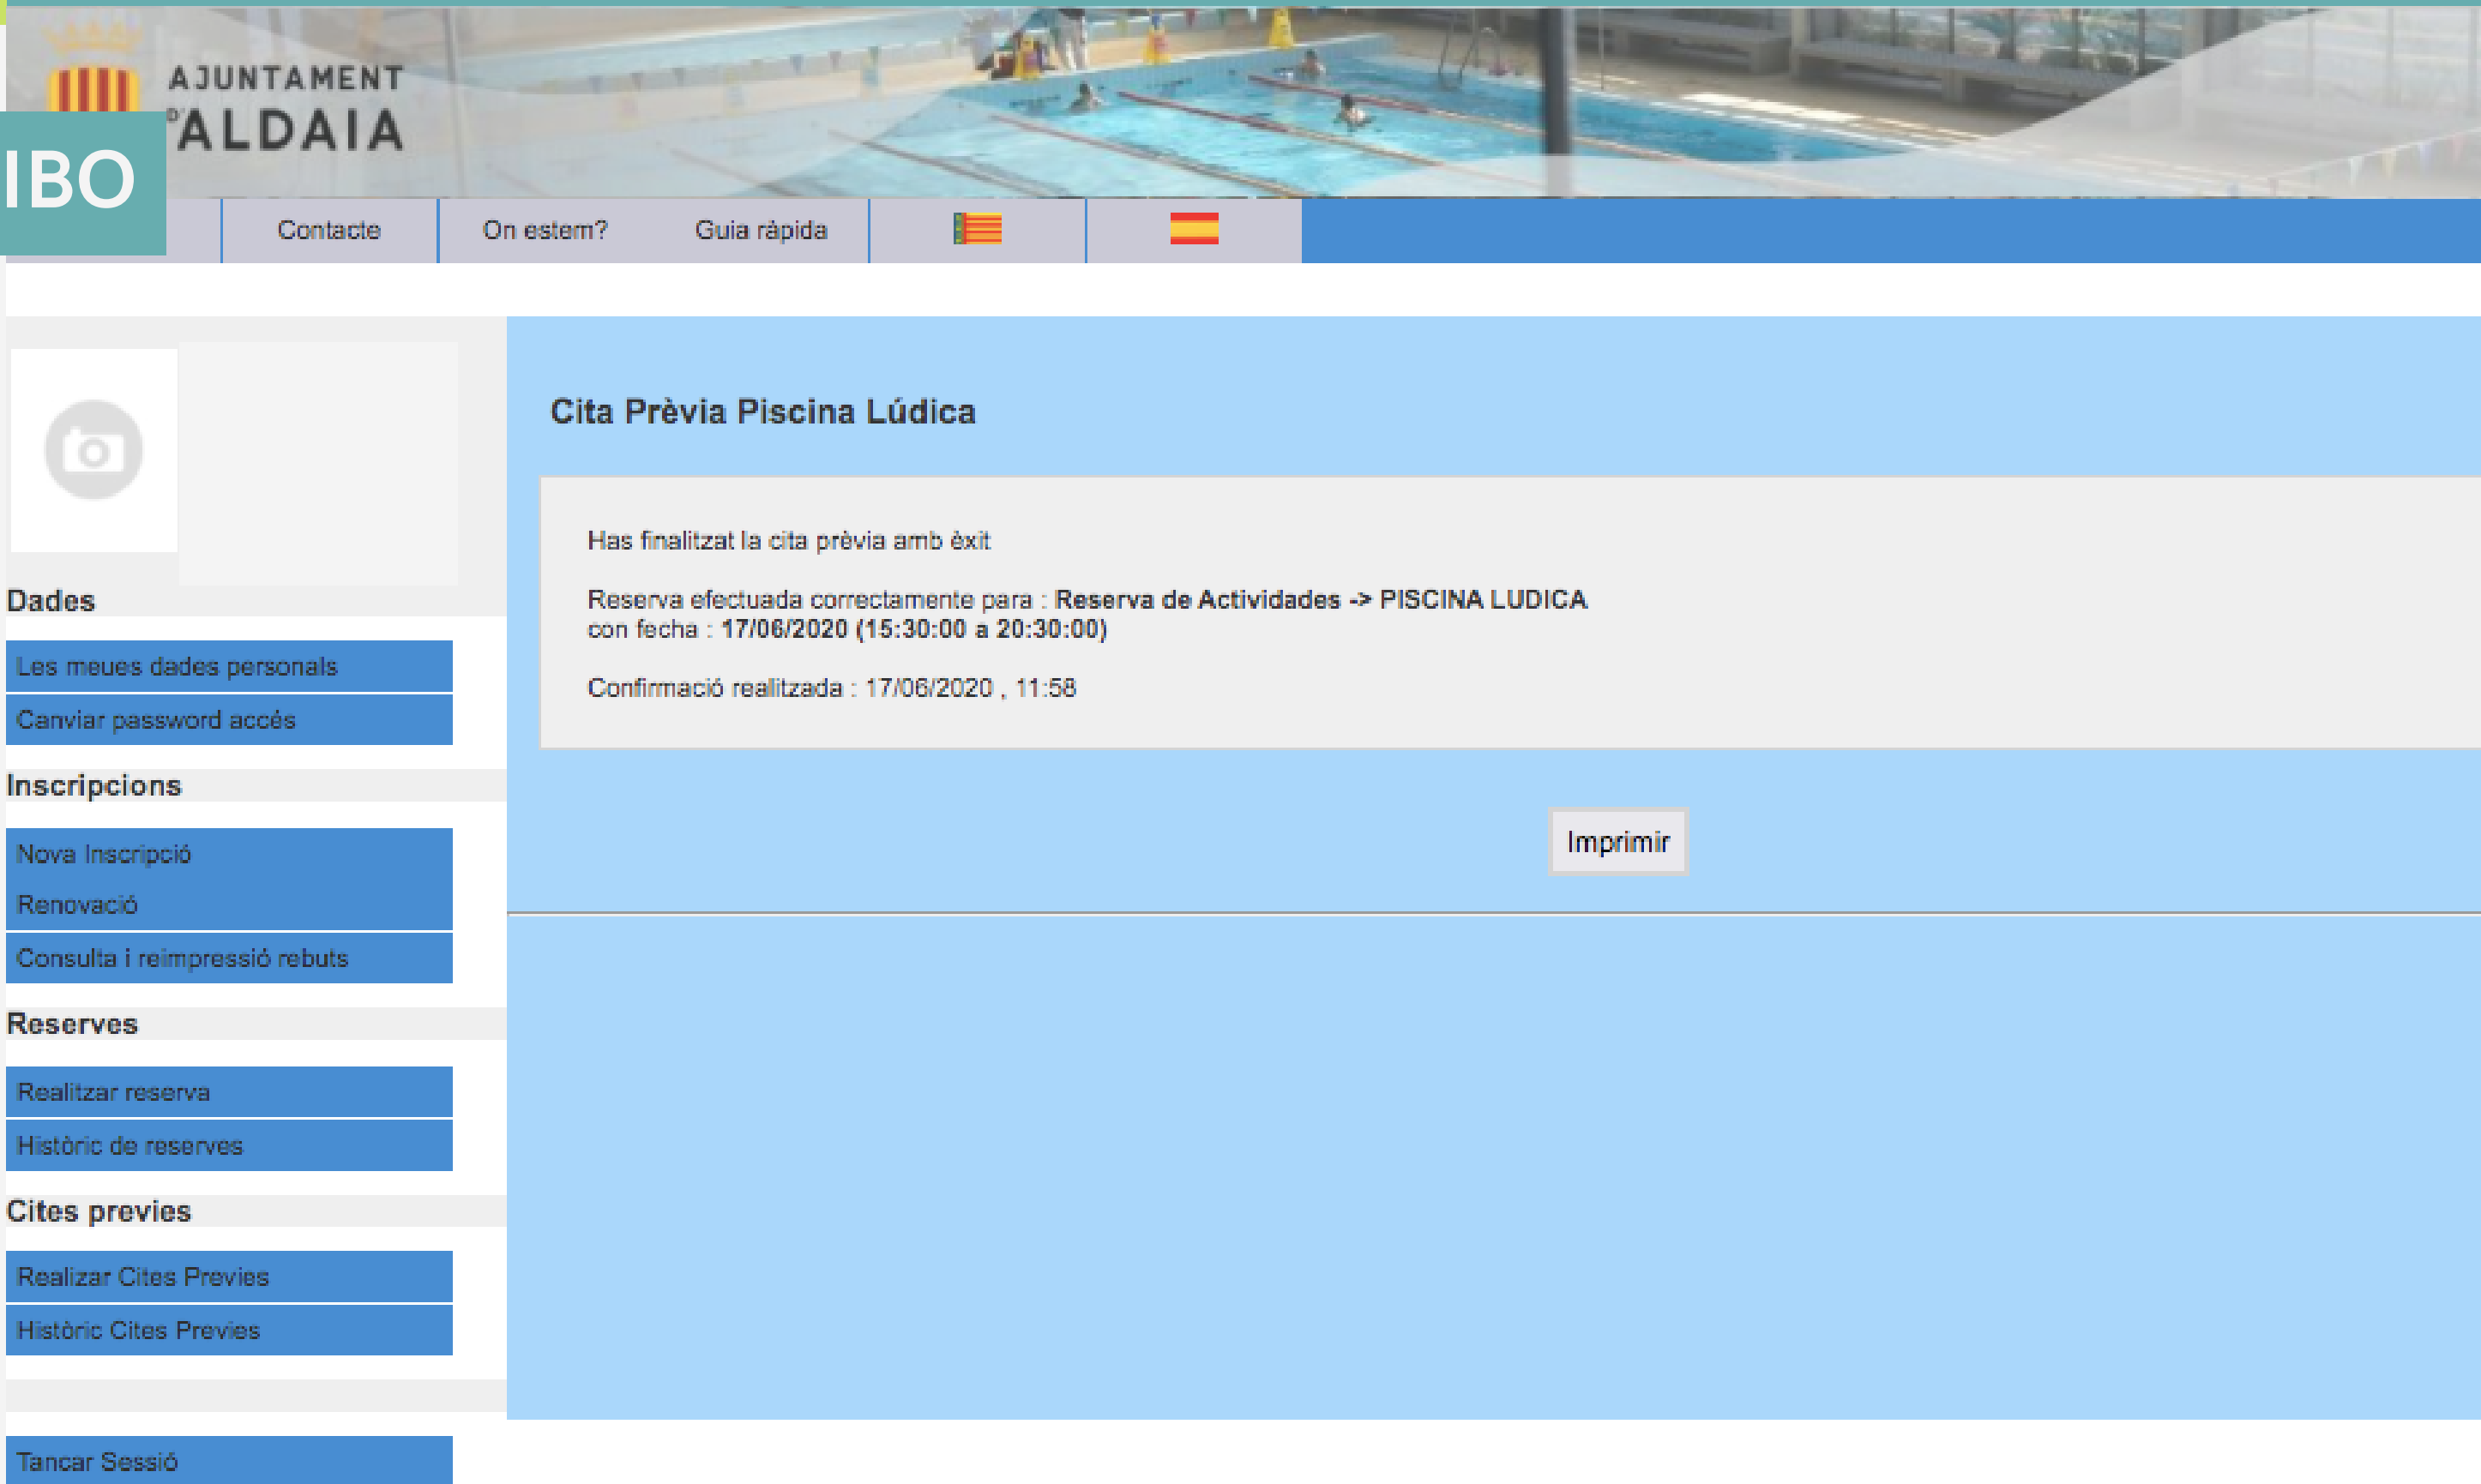 AJUNTAMENT
D'ALDAIA
IBO
Contacte
On estem?
Guia ràpida
Cita Prèvia Piscina Lúdica
Has finalitzat la cita prèvia amb èxit
Reserva efectuada correctamente para : Reserva de Actividades -> PISCINA LUDICA
con fecha : 17/06/2020 (15:30:00 a 20:30:00)
Confirmació realitzada : 17/06/2020 , 11:58
Imprimir
Dades
Les meues dades personals
Canviar password accés
Inscripcions
Nova Inscripció
Renovació
Consulta i reimpressió rebuts
Reserves
Realitzar reserva
Històric de reserves
Cites previes
Realizar Cites Previes
Històric Cites Previes
Tancar Sessió